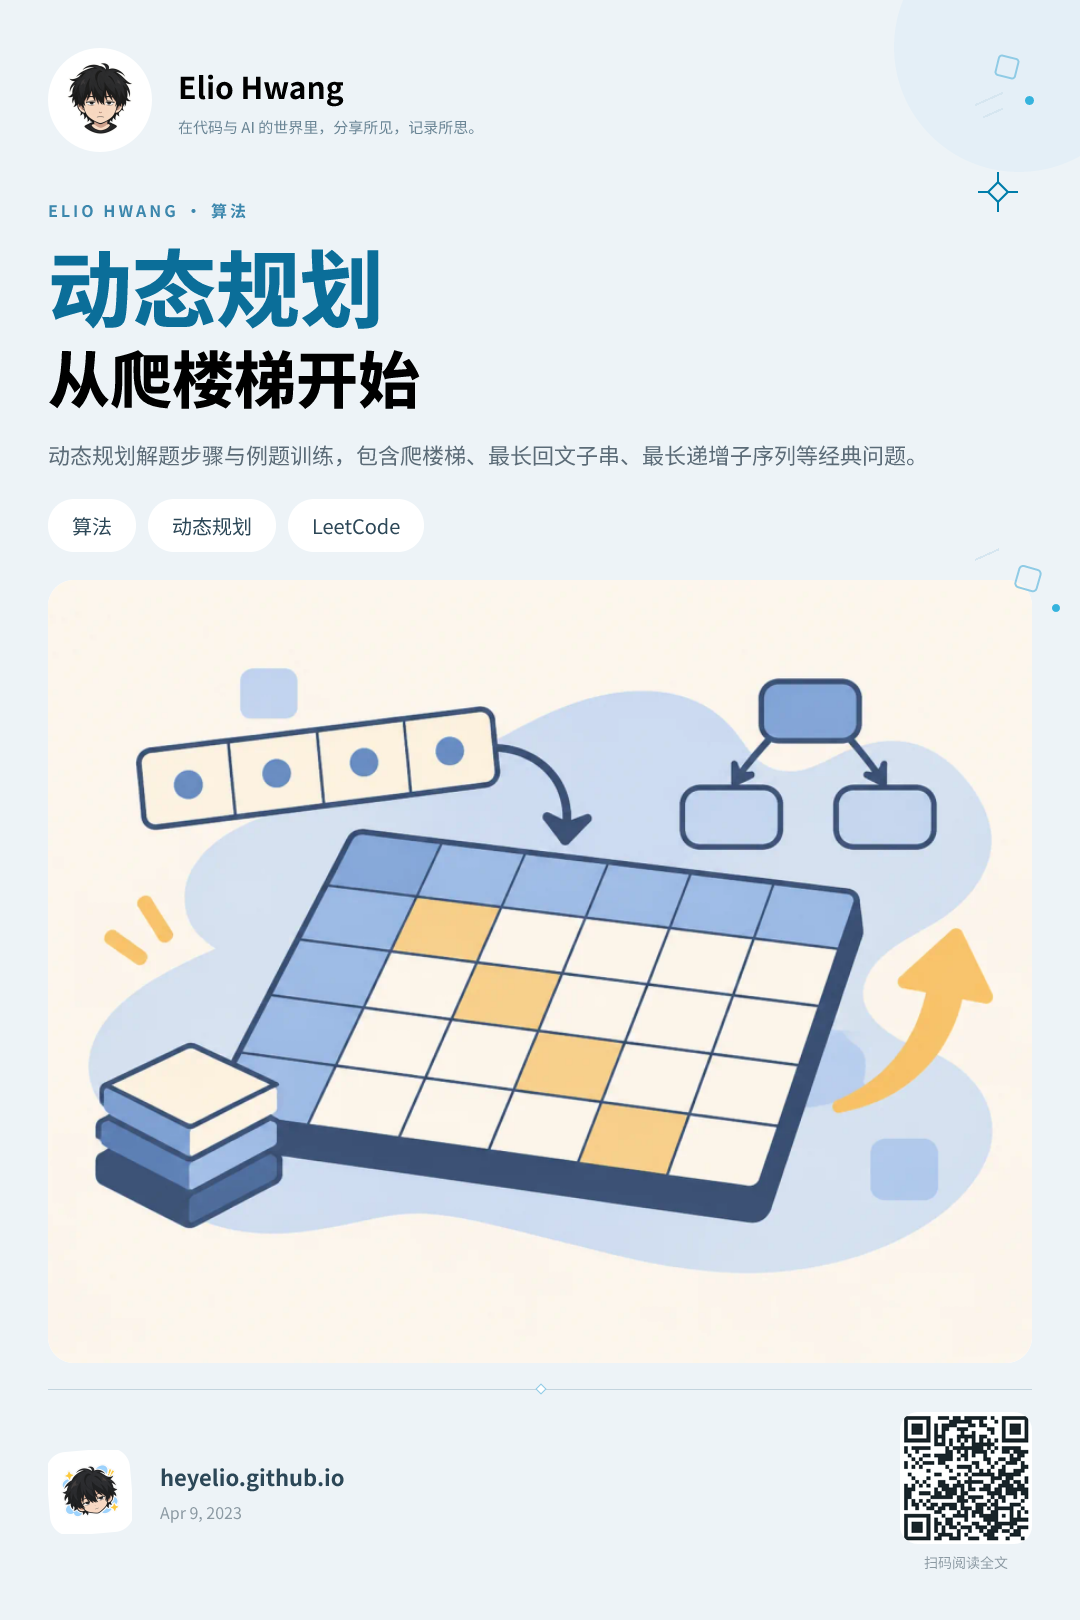 Elio Hwang
在代码与 AI 的世界里，分享所见，记录所思。
ELIO HWANG • 算法
动态规划
从爬楼梯开始
动态规划解题步骤与例题训练，包含爬楼梯、最长回文子串、最长递增子序列等经典问题。
算法
动态规划
LeetCode
heyelio.github.io
Apr 9, 2023
扫码阅读全文